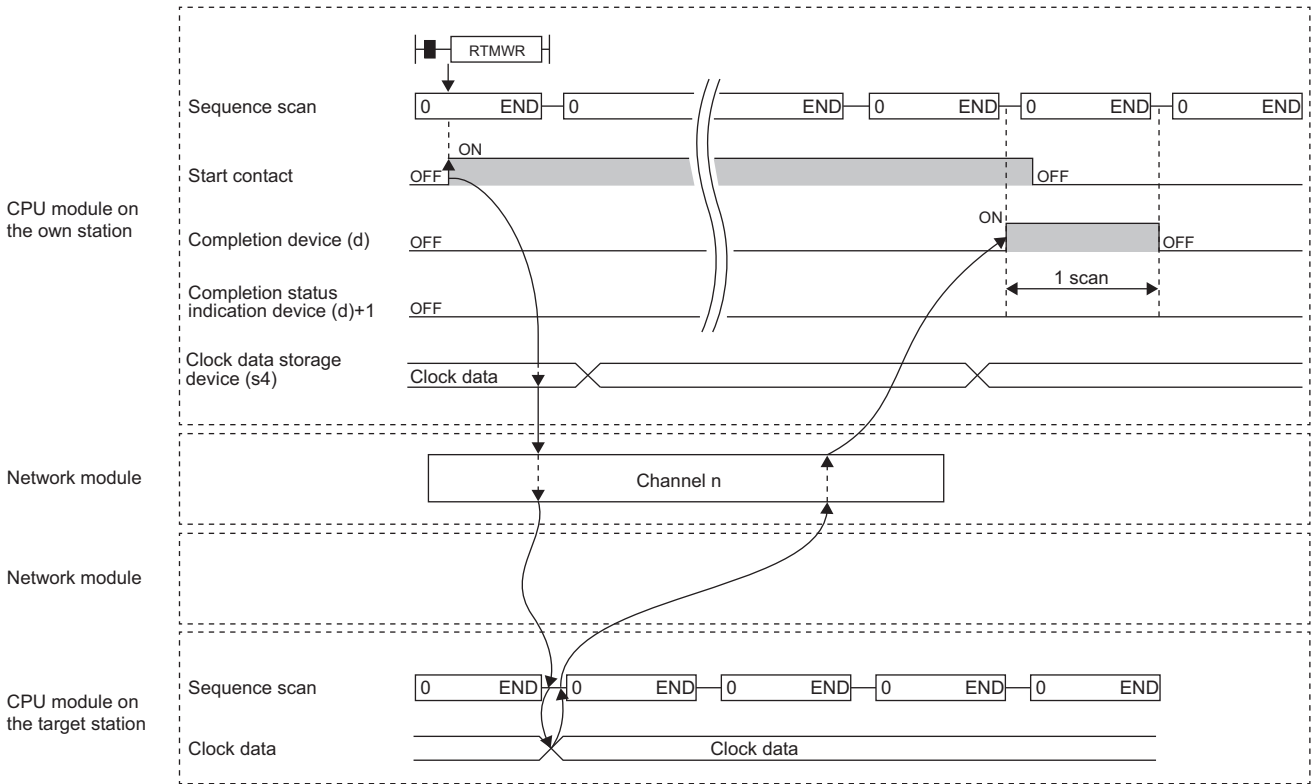 RTMWR
Sequence scan
0 END 0 END 0 END 0 END 0 END
ON
Start contact
OFF
OFF
CPU module on
the own station
ON
Completion device (d)
OFF
OFF
1 scan
Completion status
indication device (d)+1
OFF
Clock data storage
device (s4)
Clock data
Network module
Channel n
Network module
CPU module on
the target station
Sequence scan
0 END 0 END 0 END 0 END 0 END
Clock data
Clock data